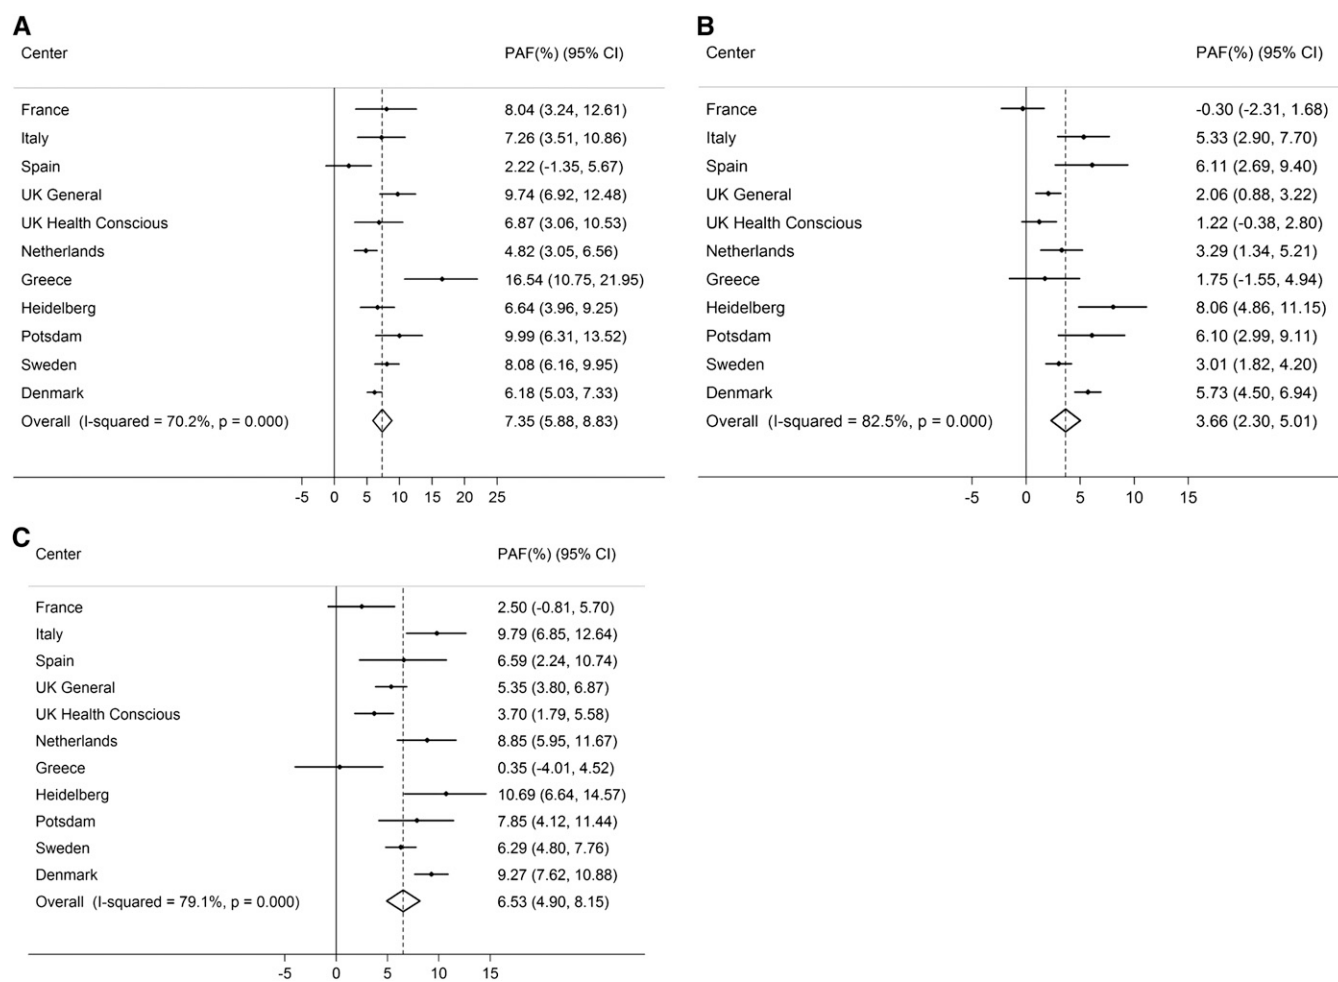 A
Center PAF(%) (95% CI)
France 8.04 (3.24, 12.61)
Italy 7.26 (3.51, 10.86)
Spain 2.22 (-1.35, 5.67)
UK General 9.74 (6.92, 12.48)
UK Health Conscious 6.87 (3.06, 10.53)
Netherlands 4.82 (3.05, 6.56)
Greece 16.54 (10.75, 21.95)
Heidelberg 6.64 (3.96, 9.25)
Potsdam 9.99 (6.31, 13.52)
Sweden 8.08 (6.16, 9.95)
Denmark 6.18 (5.03, 7.33)
Overall (I-squared = 70.2%, p = 0.000) 7.35 (5.88, 8.83)
-5 0 5 10 15 20 25
B
Center PAF(%) (95% CI)
France -0.30 (-2.31, 1.68)
Italy 5.33 (2.90, 7.70)
Spain 6.11 (2.69, 9.40)
UK General 2.06 (0.88, 3.22)
UK Health Conscious 1.22 (-0.38, 2.80)
Netherlands 3.29 (1.34, 5.21)
Greece 1.75 (-1.55, 4.94)
Heidelberg 8.06 (4.86, 11.15)
Potsdam 6.10 (2.99, 9.11)
Sweden 3.01 (1.82, 4.20)
Denmark 5.73 (4.50, 6.94)
Overall (I-squared = 82.5%, p = 0.000) 3.66 (2.30, 5.01)
-5 0 5 10 15
C
Center PAF(%) (95% CI)
France 2.50 (-0.81, 5.70)
Italy 9.79 (6.85, 12.64)
Spain 6.59 (2.24, 10.74)
UK General 5.35 (3.80, 6.87)
UK Health Conscious 3.70 (1.79, 5.58)
Netherlands 8.85 (5.95, 11.67)
Greece 0.35 (-4.01, 4.52)
Heidelberg 10.69 (6.64, 14.57)
Potsdam 7.85 (4.12, 11.44)
Sweden 6.29 (4.80, 7.76)
Denmark 9.27 (7.62, 10.88)
Overall (I-squared = 79.1%, p = 0.000) 6.53 (4.90, 8.15)
-5 0 5 10 15